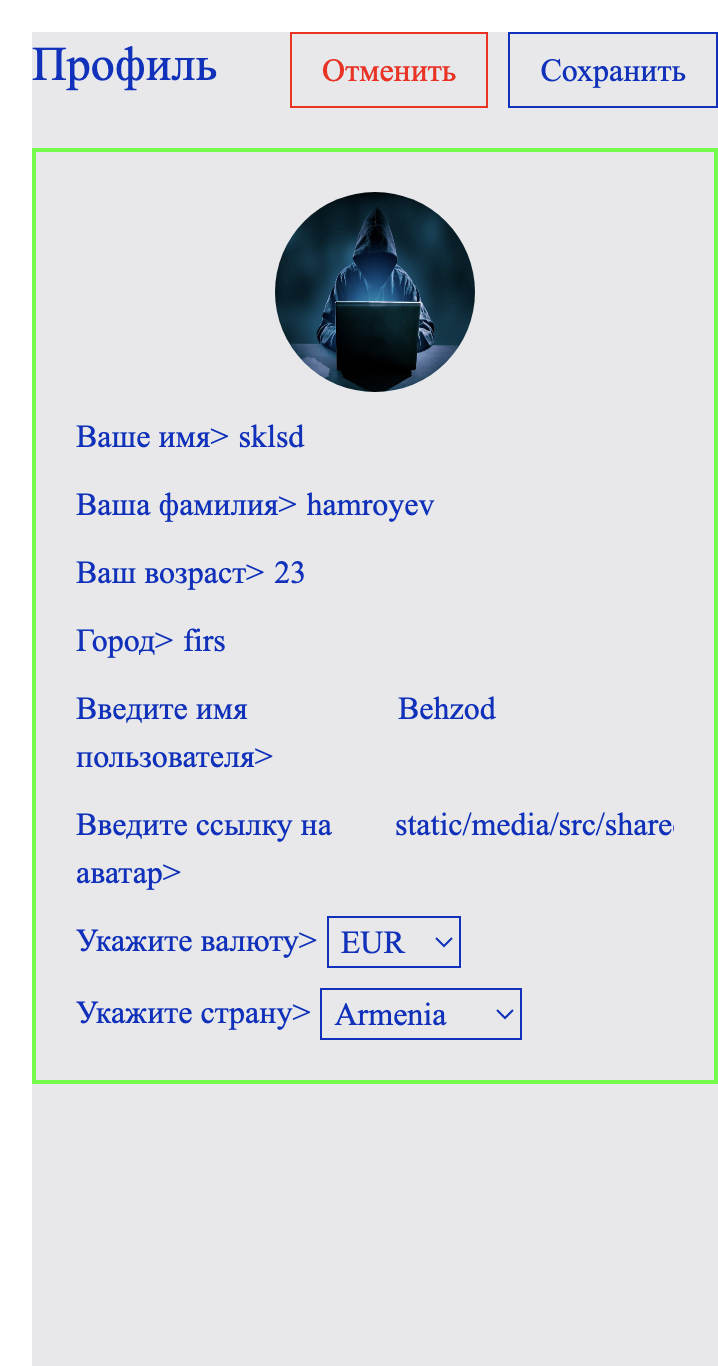 Профиль
Отменить
Сохранить
Ваше имя> sklsd
Ваша фамилия> hamroyev
Ваш возраст> 23
Город> firs
Введите имя пользователя> Behzod
Введите ссылку на аватар> static/media/src/share
Укажите валюту> EUR
Укажите страну> Armenia